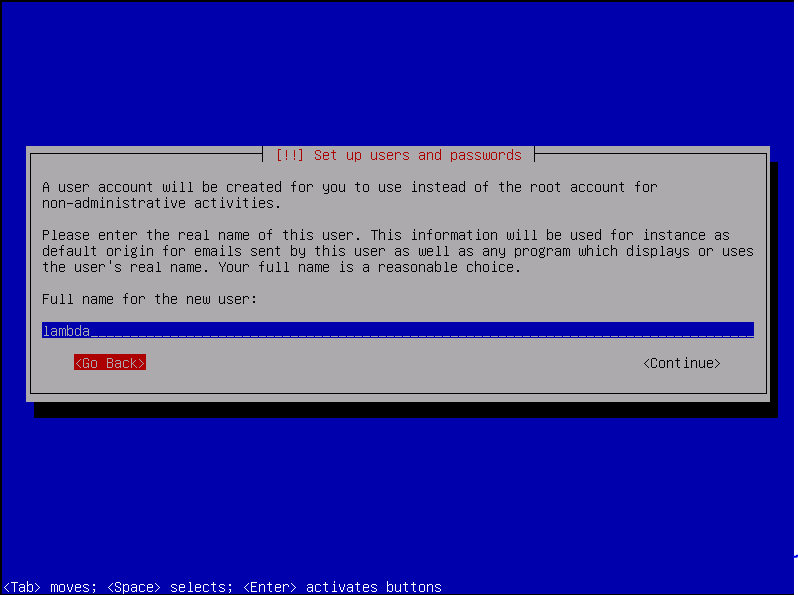 [!!] Set up users and passwords
A user account will be created for you to use instead of the root account for
non-administrative activities.
Please enter the real name of this user. This information will be used for instance as
default origin for emails sent by this user as well as any program which displays or uses
the user's real name. Your full name is a reasonable choice.
Full name for the new user:
lambda
<Go Back> <Continue>
<Tab> moves; <Space> selects; <Enter> activates buttons